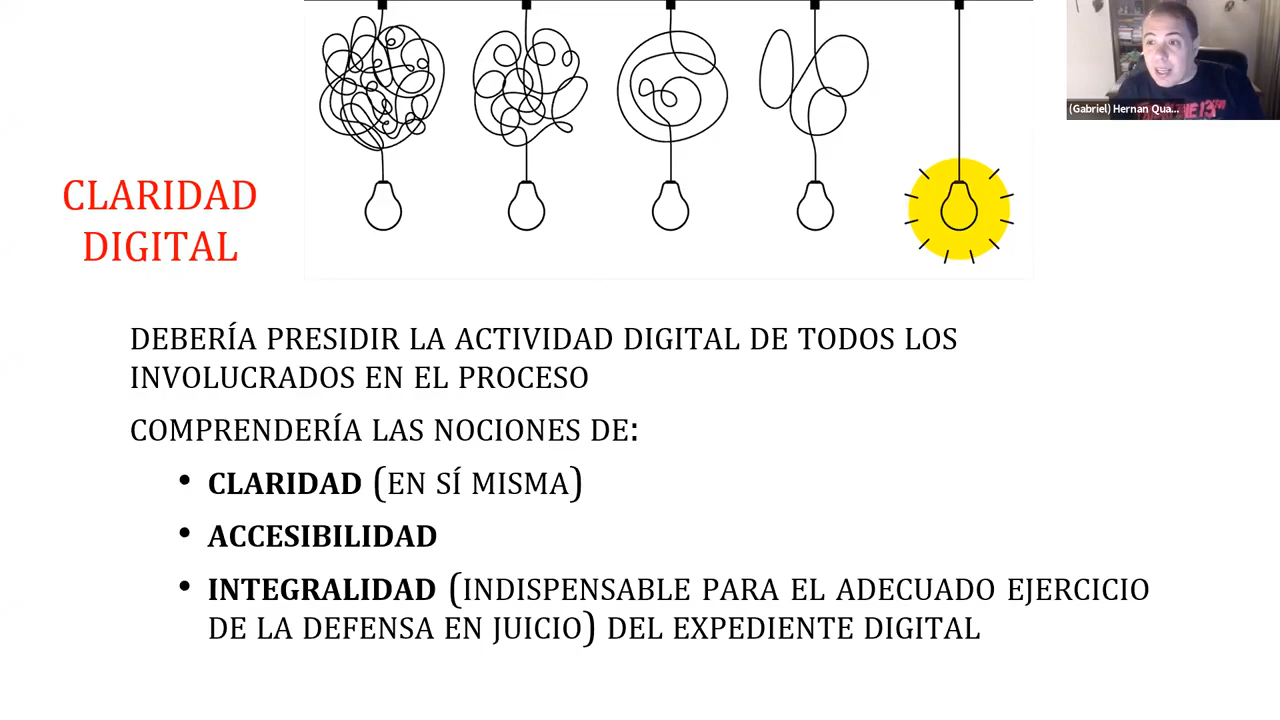 (Gabriel) Hernan Qua...
CLARIDAD
DIGITAL
DEBERÍA PRESIDIR LA ACTIVIDAD DIGITAL DE TODOS LOS
INVOLUCRADOS EN EL PROCESO
COMPRENDERÍA LAS NOCIONES DE:
• CLARIDAD (EN SÍ MISMA)
• ACCESIBILIDAD
• INTEGRALIDAD (INDISPENSABLE PARA EL ADECUADO EJERCICIO
DE LA DEFENSA EN JUICIO) DEL EXPEDIENTE DIGITAL